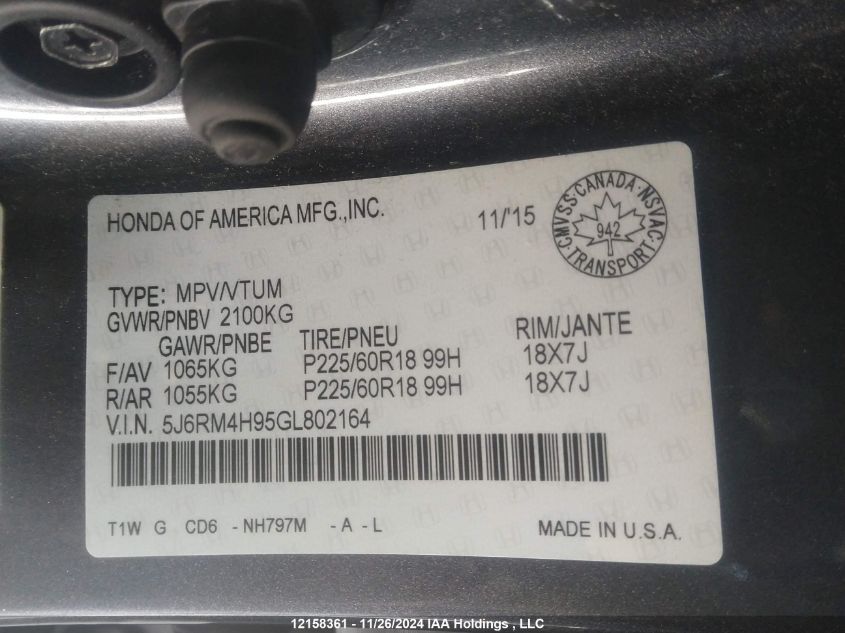 HONDA OF AMERICA MFG.,INC. 11/15
CMVSS·CANADA·NSVAC
942
TRANSPORT
TYPE: MPV/VTUM
GVWR/PNBV 2100KG
GAWR/PNBE TIRE/PNEU RIM/JANTE
F/AV 1065KG P225/60R18 99H 18X7J
R/AR 1055KG P225/60R18 99H 18X7J
V.I.N. 5J6RM4H95GL802164
T1W G CD6 - NH797M - A - L MADE IN U.S.A.
12158361 - 11/26/2024 IAA Holdings , LLC